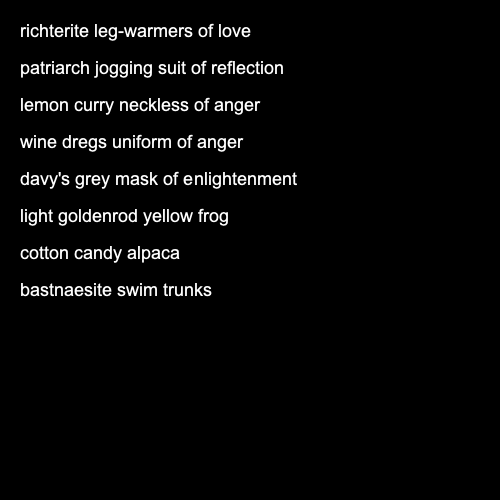 richterite leg-warmers of love
patriarch jogging suit of reflection
lemon curry neckless of anger
wine dregs uniform of anger
davy's grey mask of enlightenment
light goldenrod yellow frog
cotton candy alpaca
bastnaesite swim trunks